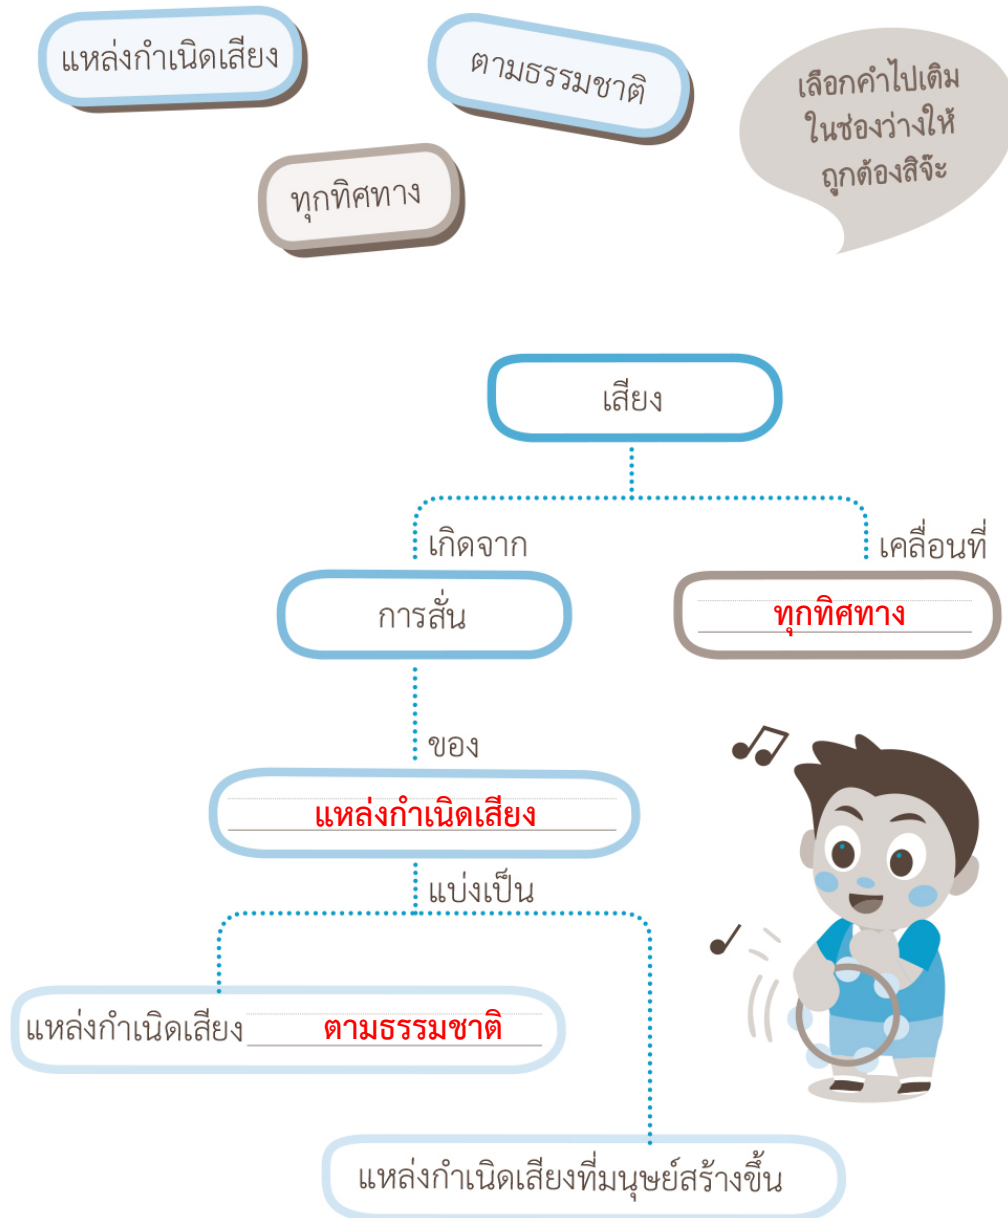 แหล่งกำเนิดเสียง
ตามธรรมชาติ
ทุกทิศทาง
เลือกคำไปเติม
ในช่องว่างให้
ถูกต้องสิจ๊ะ
เสียง
เกิดจาก
เคลื่อนที่
การสั่น
ทุกทิศทาง
ของ
แหล่งกำเนิดเสียง
แบ่งเป็น
แหล่งกำเนิดเสียง ตามธรรมชาติ
แหล่งกำเนิดเสียงที่มนุษย์สร้างขึ้น